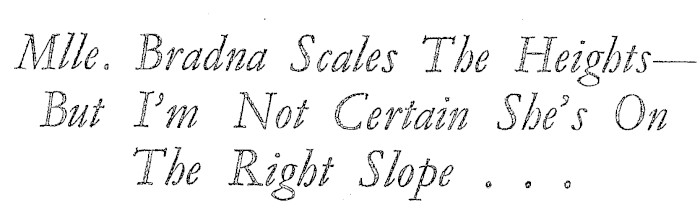 Mlle. Bradna Scales The Heights—
But I'm Not Certain She's On
The Right Slope . . .